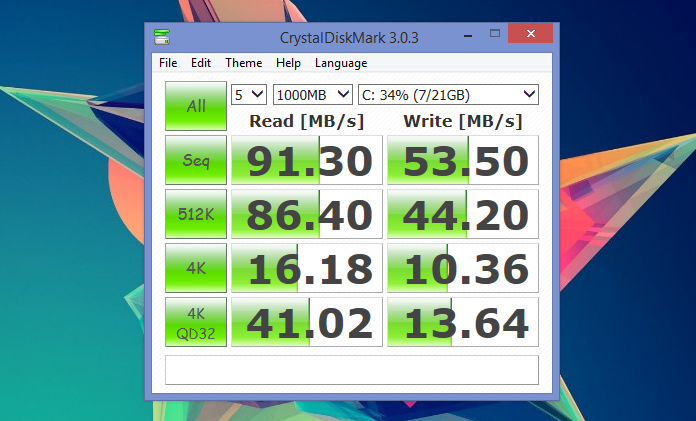 CrystalDiskMark 3.0.3
File Edit Theme Help Language
All 5 1000MB C: 34% (7/21GB)
Read [MB/s] Write [MB/s]
Seq 91.30 53.50
512K 86.40 44.20
4K 16.18 10.36
4K QD32 41.02 13.64